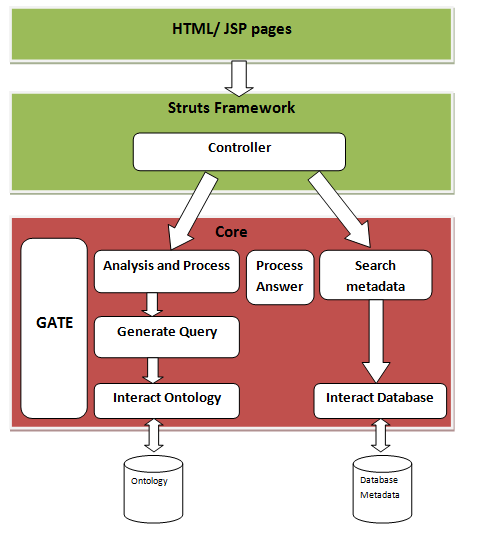 HTML/ JSP pages
Struts Framework
Controller
Core
GATE
Analysis and Process
Process
Answer
Search
metadata
Generate Query
Interact Ontology
Interact Database
Ontology
Database
Metadata